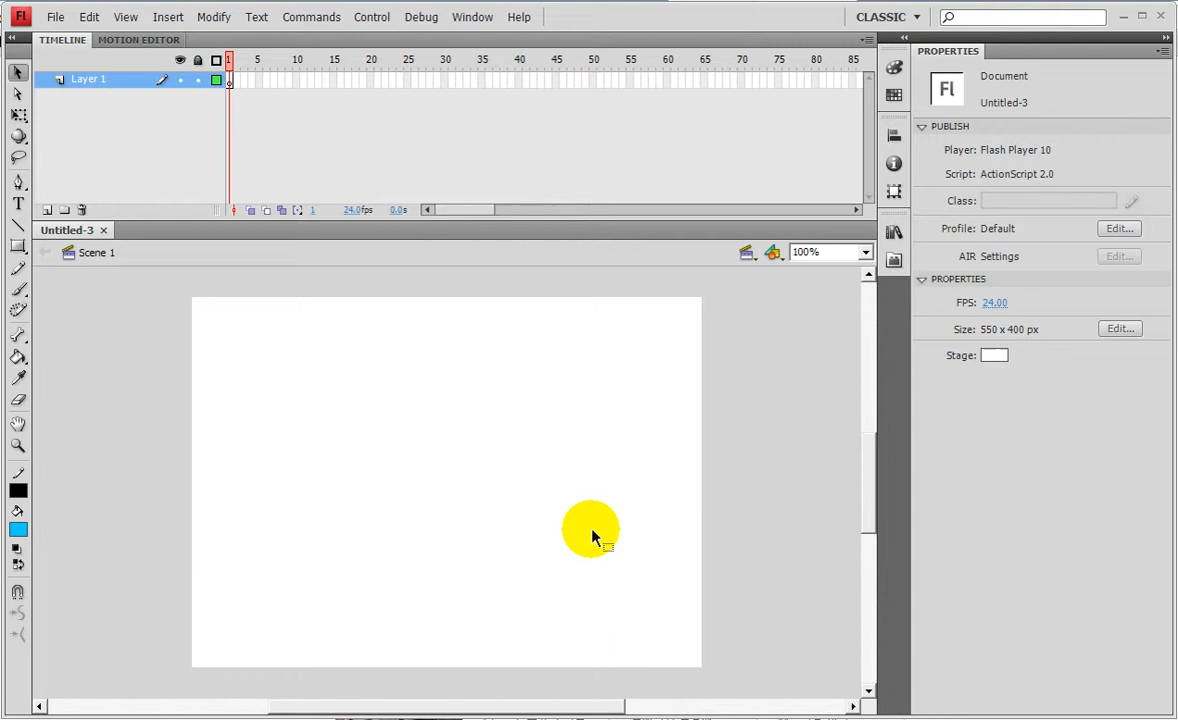 Fl File Edit View Insert Modify Text Commands Control Debug Window Help CLASSIC
TIMELINE MOTION EDITOR
1 5 10 15 20 25 30 35 40 45 50 55 60 65 70 75 80 85
Layer 1
1 24.0fps 0.0s
Untitled-3
Scene 1 100%
PROPERTIES
Fl Document
Untitled-3
PUBLISH
Player: Flash Player 10
Script: ActionScript 2.0
Class:
Profile: Default Edit...
AIR Settings Edit...
PROPERTIES
FPS: 24.00
Size: 550 x 400 px Edit...
Stage:
T